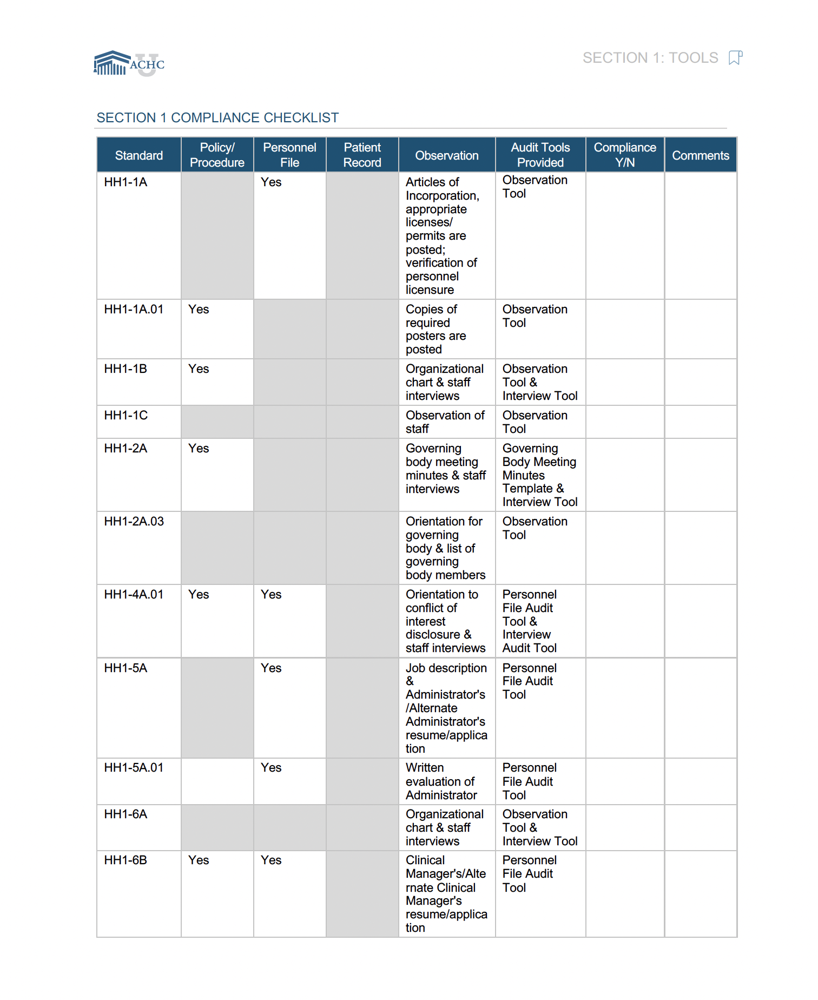 ACHC
U
SECTION 1: TOOLS
SECTION 1 COMPLIANCE CHECKLIST
Standard
Policy/
Procedure
Personnel
File
Patient
Record
Observation
Audit Tools
Provided
Compliance
Y/N
Comments
HH1-1A
Yes
Articles of
Incorporation,
appropriate
licenses/
permits are
posted;
verification of
personnel
licensure
Observation
Tool
HH1-1A.01
Yes
Copies of
required
posters are
posted
Observation
Tool
HH1-1B
Yes
Organizational
chart & staff
interviews
Observation
Tool &
Interview Tool
HH1-1C
Observation of
staff
Observation
Tool
HH1-2A
Yes
Governing
body meeting
minutes & staff
interviews
Governing
Body Meeting
Minutes
Template &
Interview Tool
HH1-2A.03
Orientation for
governing
body & list of
governing
body members
Observation
Tool
HH1-4A.01
Yes
Yes
Orientation to
conflict of
interest
disclosure &
staff interviews
Personnel
File Audit
Tool &
Interview
Audit Tool
HH1-5A
Yes
Job description
&
Administrator's
/Alternate
Administrator's
resume/applica
tion
Personnel
File Audit
Tool
HH1-5A.01
Yes
Written
evaluation of
Administrator
Personnel
File Audit
Tool
HH1-6A
Organizational
chart & staff
interviews
Observation
Tool &
Interview Tool
HH1-6B
Yes
Yes
Clinical
Manager's/Alte
rnate Clinical
Manager's
resume/applica
tion
Personnel
File Audit
Tool